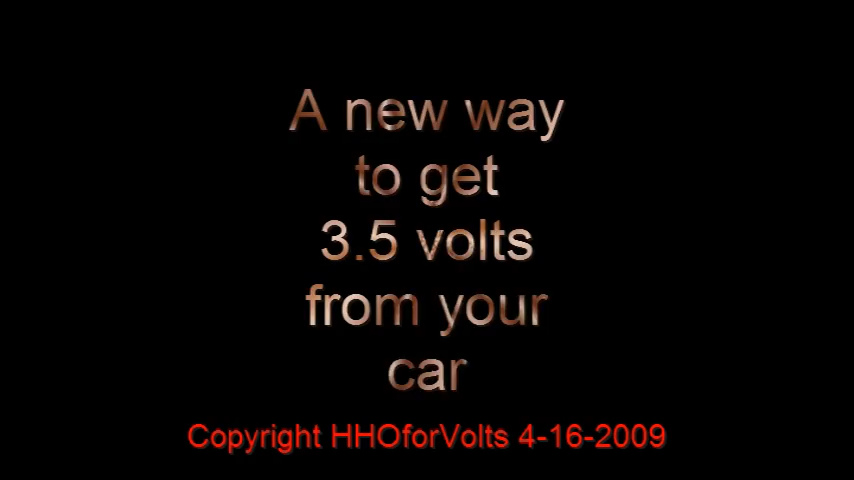 A new way
to get
3.5 volts
from your
car
Copyright HHOforVolts 4-16-2009